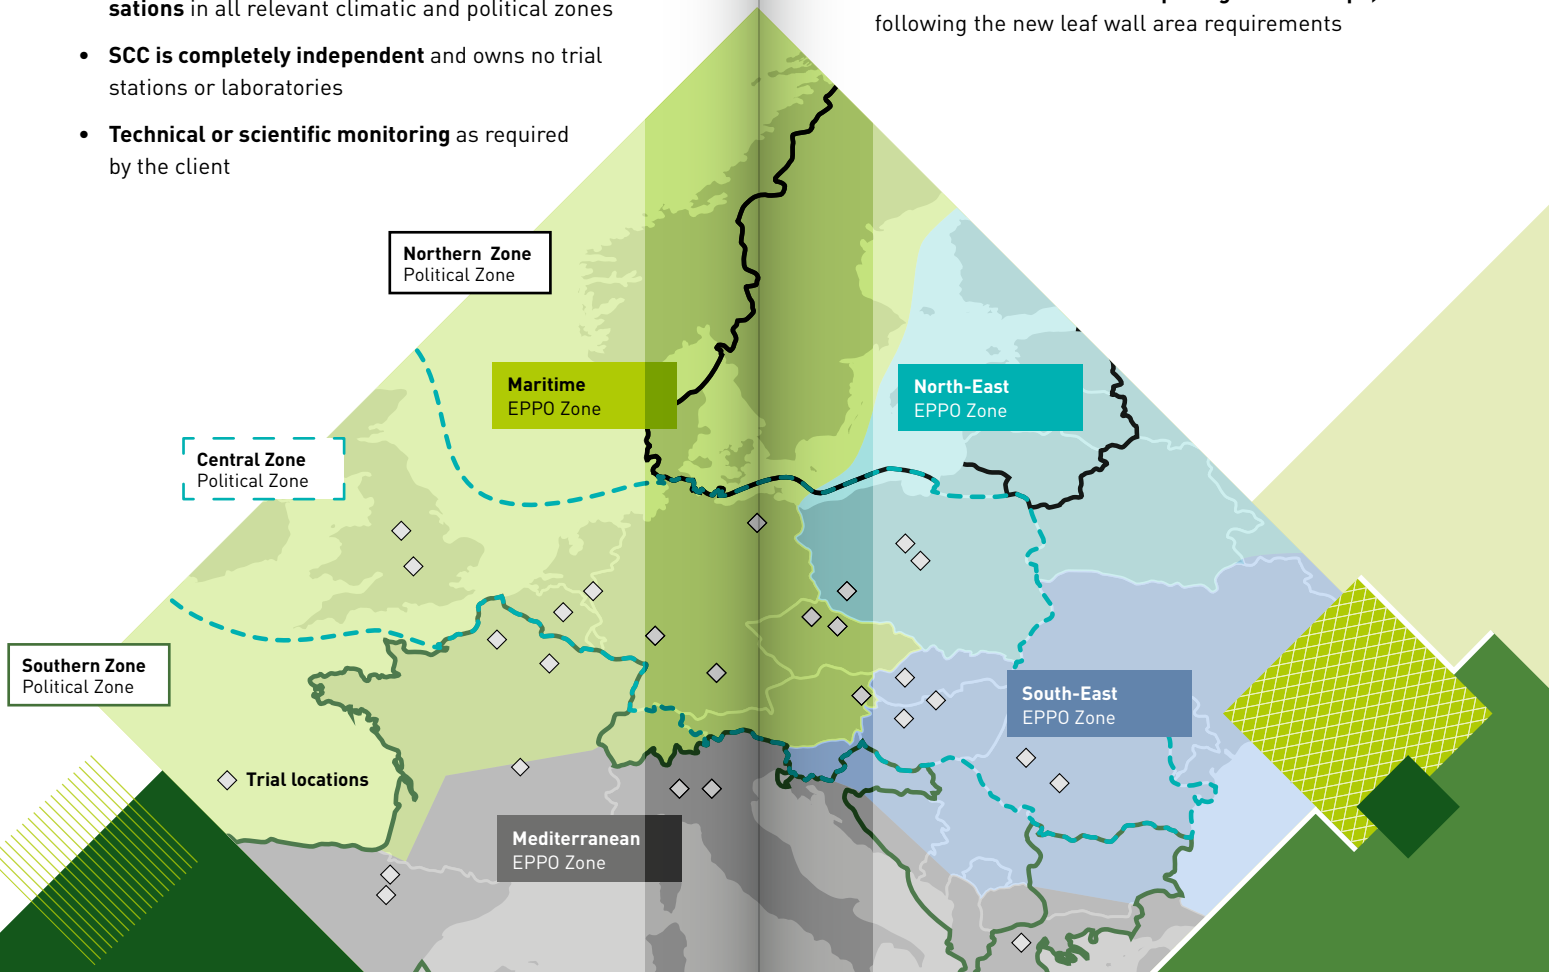 sations in all relevant climatic and political zones
• SCC is completely independent and owns no trial
stations or laboratories
• Technical or scientific monitoring as required
by the client
following the new leaf wall area requirements
Northern Zone
Political Zone
Maritime
EPPO Zone
North-East
EPPO Zone
Central Zone
Political Zone
Southern Zone
Political Zone
South-East
EPPO Zone
Trial locations
Mediterranean
EPPO Zone